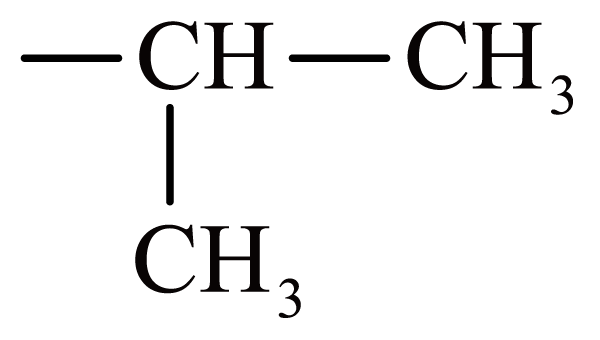 — CH — CH₃
CH₃